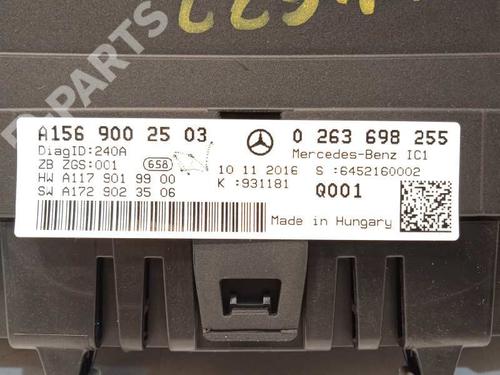 B-PARTS
A156 900 25 03
0 263 698 255
DiagID:240A
Mercedes-Benz IC1
ZB ZGS:001
658
10 11 2016
S :6452160002
HW A117 901 99 00
K :931181
Q001
SW A172 902 35 06
Made in Hungary